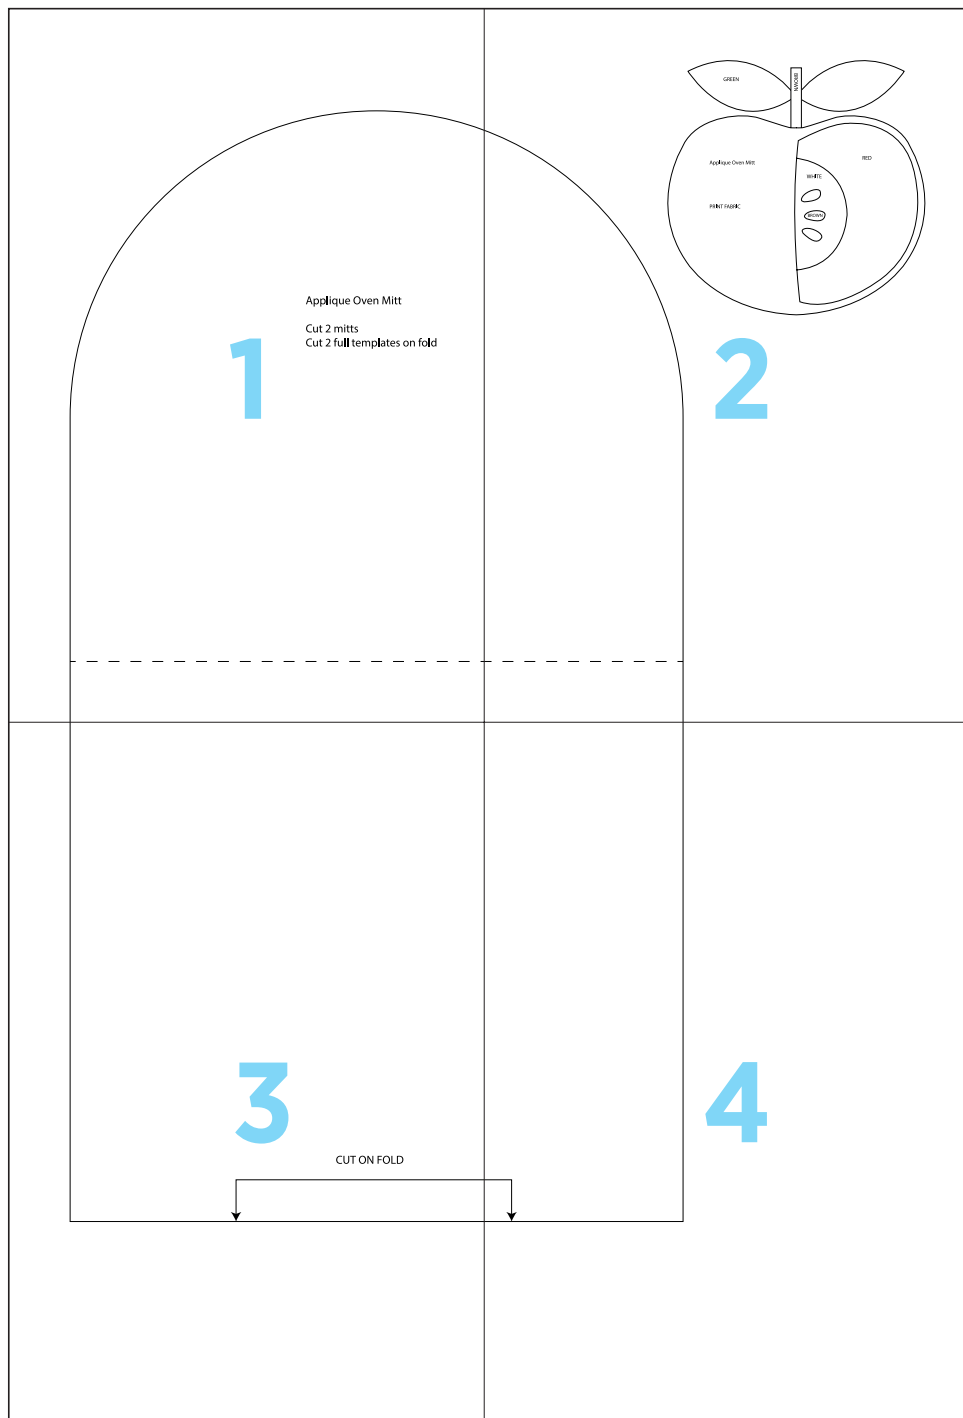 GREEN
BROWN
Applique Oven Mitt
RED
WHITE
PRINT FABRIC
BROWN
Applique Oven Mitt
Cut 2 mitts
Cut 2 full templates on fold
1
2
3
4
CUT ON FOLD